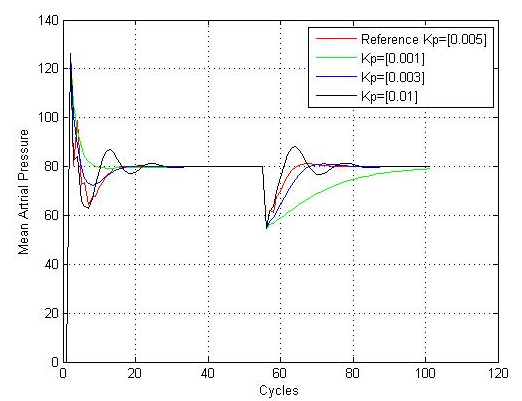 140
120
100
80
60
40
20
0
Mean Artrial Pressure
Reference Kp=[0.005]
Kp=[0.001]
Kp=[0.003]
Kp=[0.01]
0 20 40 60 80 100 120
Cycles